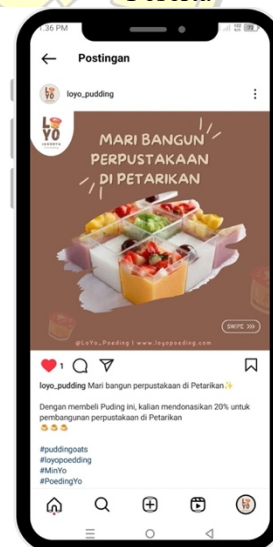 1.36 PM
Postingan
loyo_pudding
LOYO
JAKARTA
MARI BANGUN
PERPUSTAKAAN
DI PETARIKAN
SWIPE >>>
@LoYo_Poeding | www.loyopoeding.com
1
loyo_pudding Mari bangun perpustakaan di Petarikan✨
Dengan membeli Puding ini, kalian mendonasikan 20% untuk
pembangunan perpustakaan di Petarikan
🍮 🍮 🍮
#puddingoats
#loyopoedding
#MinYo
#PoedingYo